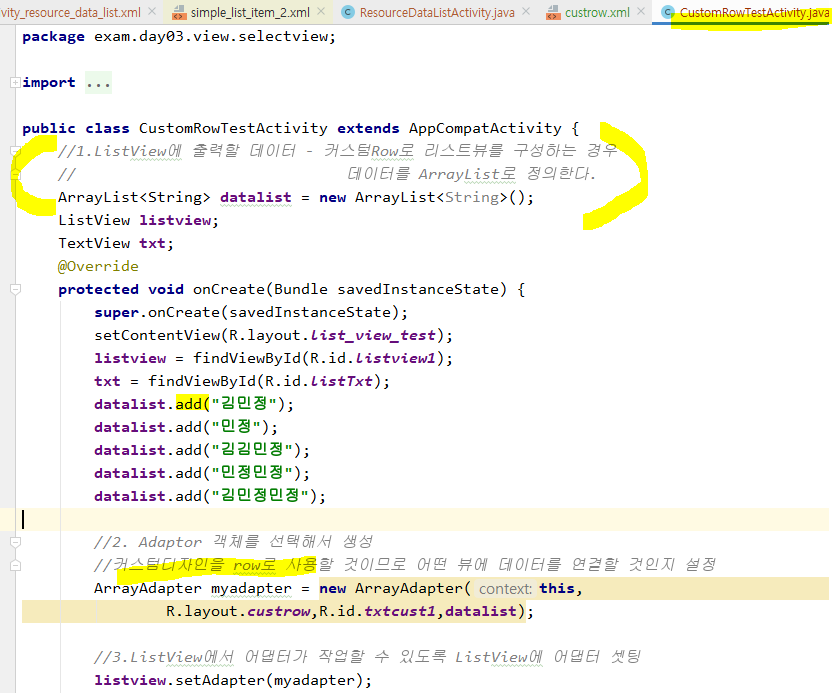 vity_resource_data_list.xml × simple_list_item_2.xml × ResourceDataListActivity.java × custrow.xml × CustomRowTestActivity.java
package exam.day03.view.selectview;
import ...
public class CustomRowTestActivity extends AppCompatActivity {
//1.ListView에 출력할 데이터 - 커스텀Row로 리스트뷰를 구성하는 경우
// 데이터를 ArrayList로 정의한다.
ArrayList<String> datalist = new ArrayList<String>();
ListView listview;
TextView txt;
@Override
protected void onCreate(Bundle savedInstanceState) {
super.onCreate(savedInstanceState);
setContentView(R.layout.list_view_test);
listview = findViewById(R.id.listview1);
txt = findViewById(R.id.listTxt);
datalist.add("김민정");
datalist.add("민정");
datalist.add("김김민정");
datalist.add("민정민정");
datalist.add("김민정민정");
//2. Adaptor 객체를 선택해서 생성
//커스텀디자인을 row로 사용할 것이므로 어떤 뷰에 데이터를 연결할 것인지 설정
ArrayAdapter myadapter = new ArrayAdapter( context: this,
R.layout.custrow,R.id.txtcust1,datalist);
//3.ListView에서 어댑터가 작업할 수 있도록 ListView에 어댑터 셋팅
listview.setAdapter(myadapter);